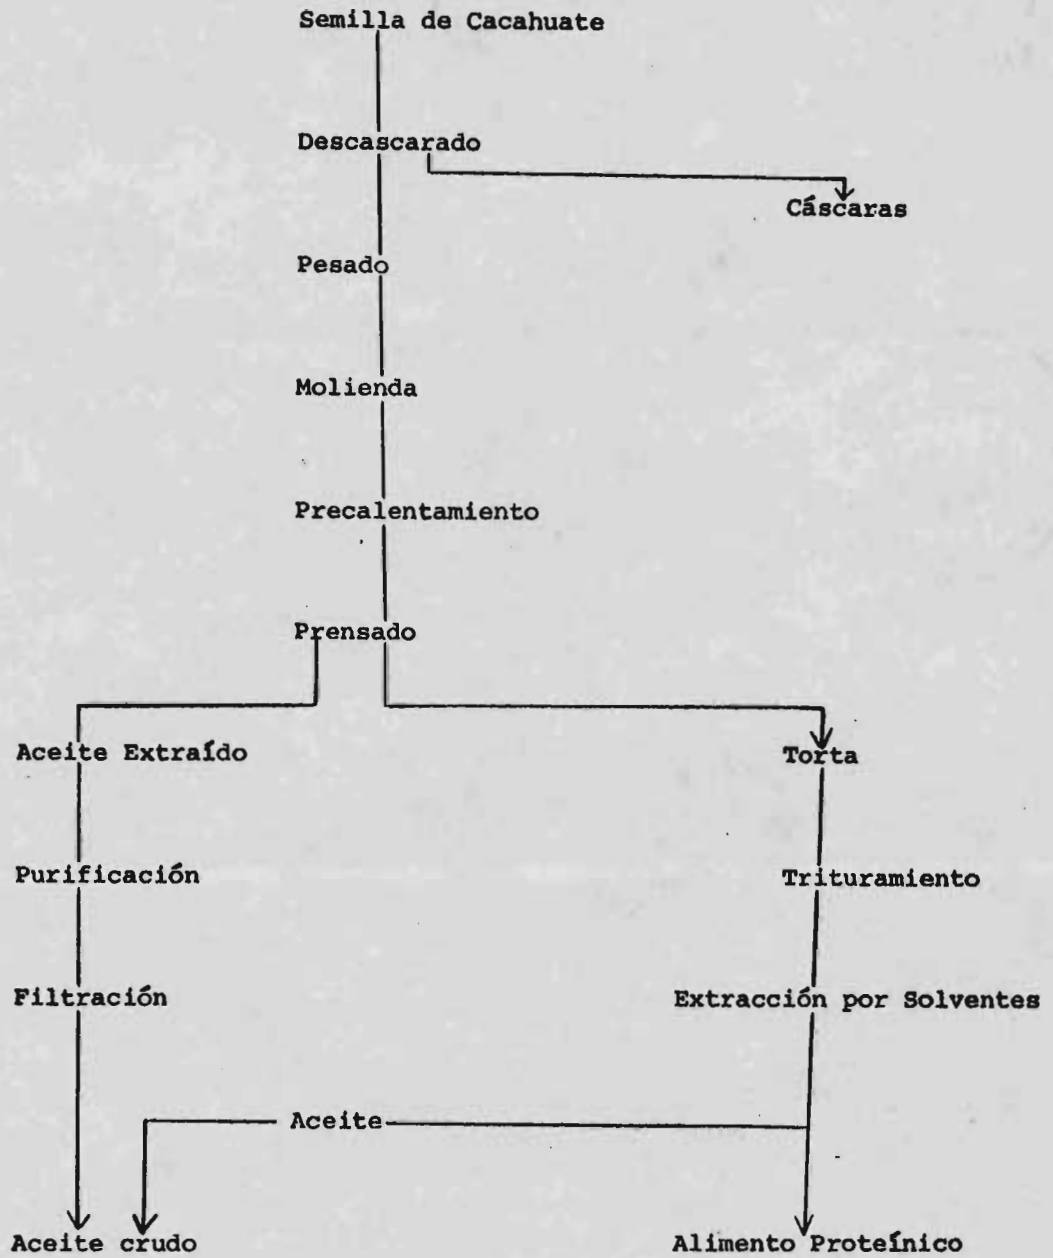 Semilla de Cacahuate
Descascarado
Cáscaras
Pesado
Molienda
Precalentamiento
Prensado
Aceite Extraído
Torta
Purificación
Trituramiento
Filtración
Extracción por Solventes
Aceite
Aceite crudo
Alimento Proteínico